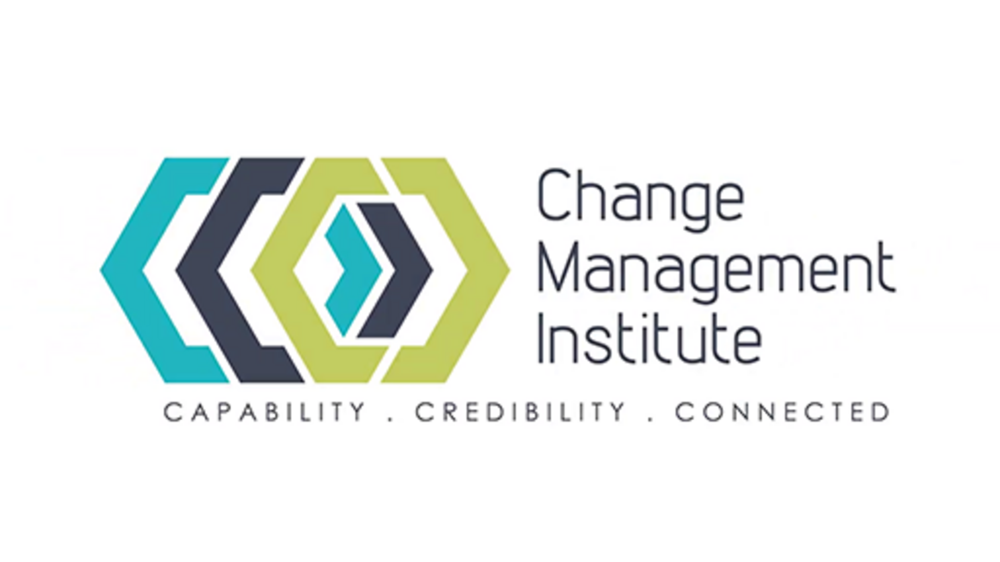 Change
Management
Institute
CAPABILITY . CREDIBILITY . CONNECTED